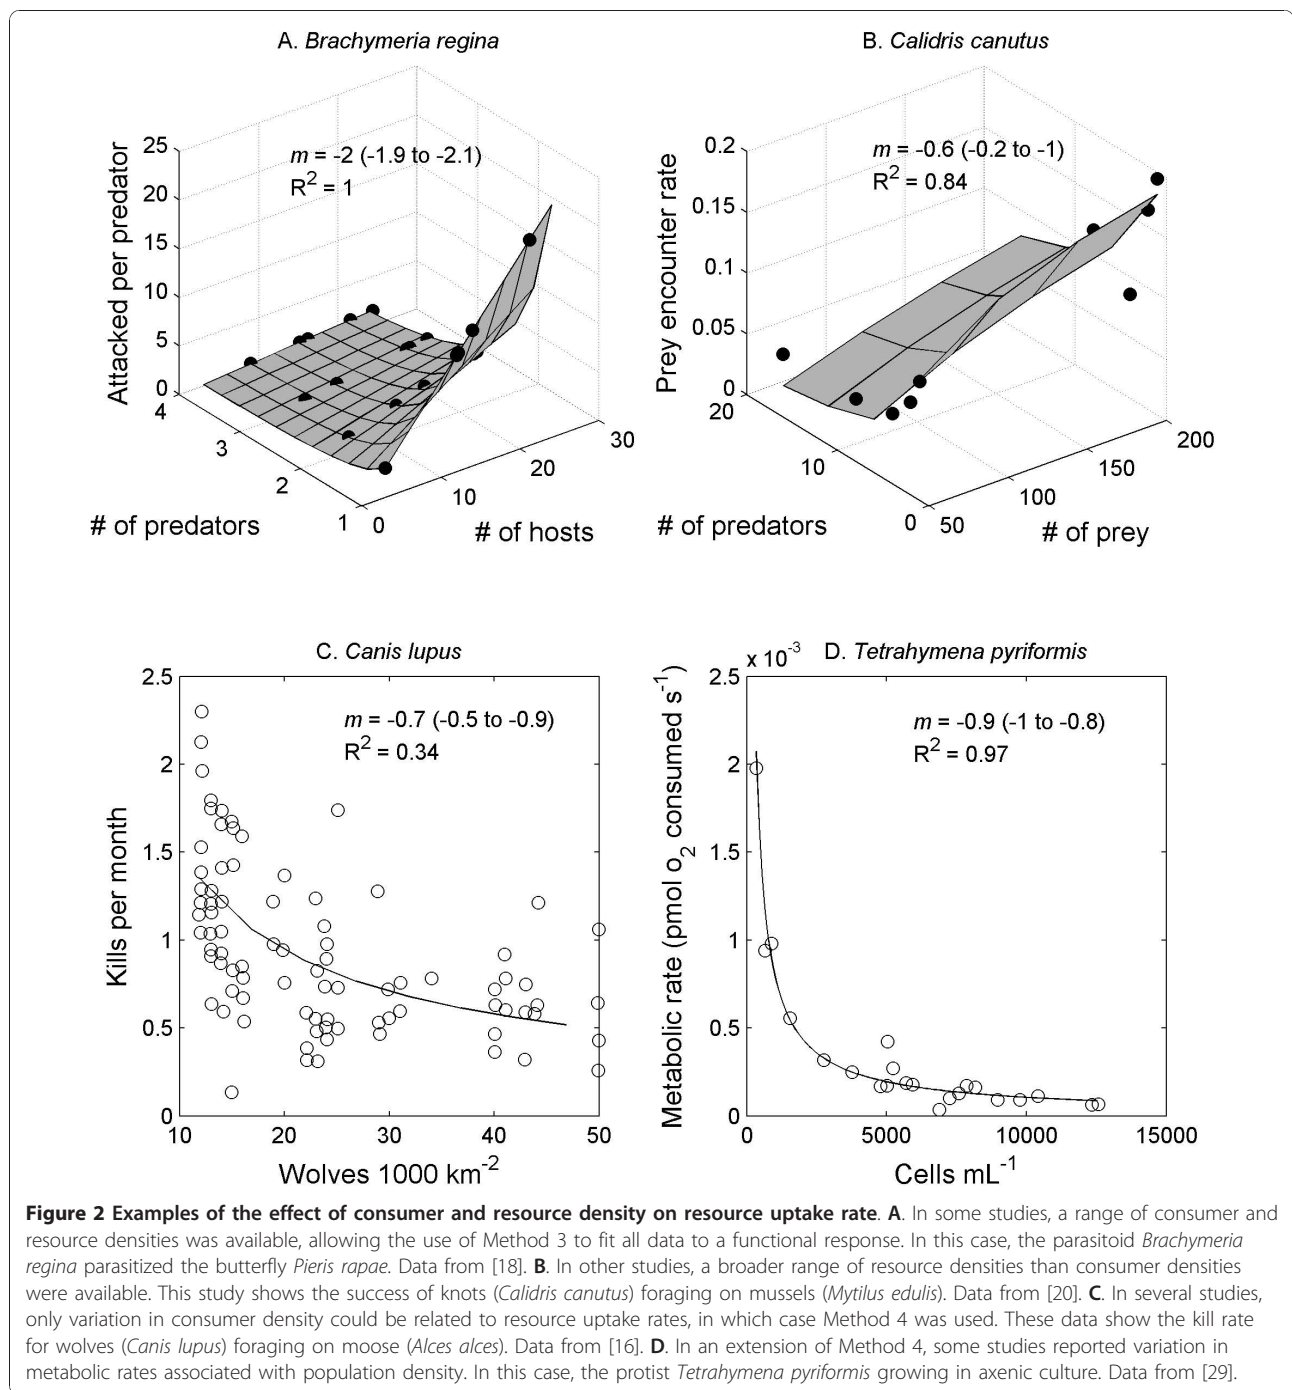 A. Brachymeria regina
25
20
15
10
5
0
Attacked per predator
m = -2 (-1.9 to -2.1)
R2 = 1
4
3
2
1
# of predators
0
10
20
30
# of hosts
B. Calidris canutus
0.2
0.15
0.1
0.05
0
Prey encounter rate
m = -0.6 (-0.2 to -1)
R2 = 0.84
20
10
0
# of predators
50
100
150
200
# of prey
C. Canis lupus
2.5
2
1.5
1
0.5
0
Kills per month
m = -0.7 (-0.5 to -0.9)
R2 = 0.34
10 20 30 40 50
Wolves 1000 km-2
x 10-3
D. Tetrahymena pyriformis
2.5
2
1.5
1
0.5
0
Metabolic rate (pmol o2 consumed s-1)
m = -0.9 (-1 to -0.8)
R2 = 0.97
0 5000 10000 15000
Cells mL-1
Figure 2 Examples of the effect of consumer and resource density on resource uptake rate. A. In some studies, a range of consumer and
resource densities was available, allowing the use of Method 3 to fit all data to a functional response. In this case, the parasitoid Brachymeria
regina parasitized the butterfly Pieris rapae. Data from [18]. B. In other studies, a broader range of resource densities than consumer densities
were available. This study shows the success of knots (Calidris canutus) foraging on mussels (Mytilus edulis). Data from [20]. C. In several studies,
only variation in consumer density could be related to resource uptake rates, in which case Method 4 was used. These data show the kill rate
for wolves (Canis lupus) foraging on moose (Alces alces). Data from [16]. D. In an extension of Method 4, some studies reported variation in
metabolic rates associated with population density. In this case, the protist Tetrahymena pyriformis growing in axenic culture. Data from [29].